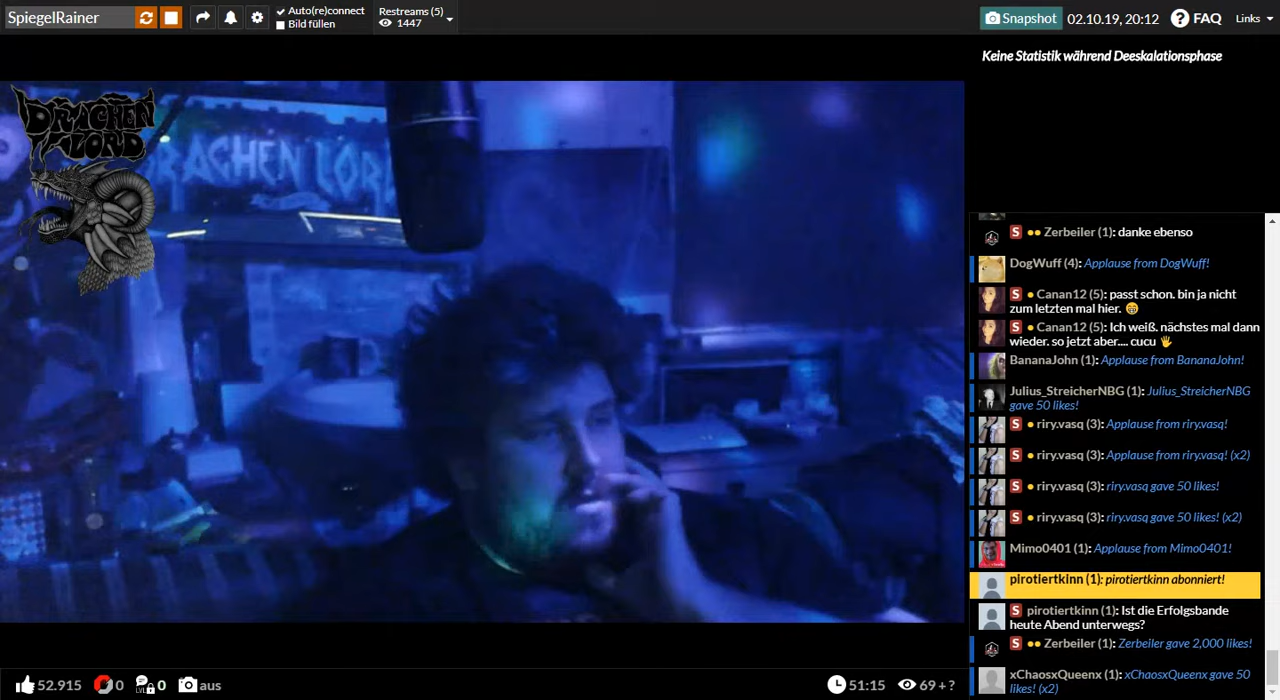 SpiegelRainer
Auto(re)connect
Bild füllen
Restreams (5)
1447
Snapshot
02.10.19, 20:12
FAQ
Links
Keine Statistik während Deeskalationsphase
DRACHEN
LORD
DRACHEN LORD
S Zerbeiler (1): danke ebenso
DogWuff (4): Applause from DogWuff!
S Canan12 (5): passt schon. bin ja nicht
zum letzten mal hier. 😁
S Canan12 (5): Ich weiß. nächstes mal dann
wieder. so jetzt aber.... cucu 👋
BananaJohn (1): Applause from BananaJohn!
Julius_StreicherNBG (1): Julius_StreicherNBG
gave 50 likes!
S riry.vasq (3): Applause from riry.vasq!
S riry.vasq (3): Applause from riry.vasq! (x2)
S riry.vasq (3): riry.vasq gave 50 likes!
S riry.vasq (3): riry.vasq gave 50 likes! (x2)
Mimo0401 (1): Applause from Mimo0401!
pirotiertkinn (1): pirotiertkinn abonniert!
S pirotiertkinn (1): Ist die Erfolgsbande
heute Abend unterwegs?
S Zerbeiler (1): Zerbeiler gave 2,000 likes!
xChaosxQueenx (1): xChaosxQueenx gave 50
likes! (x2)
52.915
0
0
aus
51:15
69 + ?